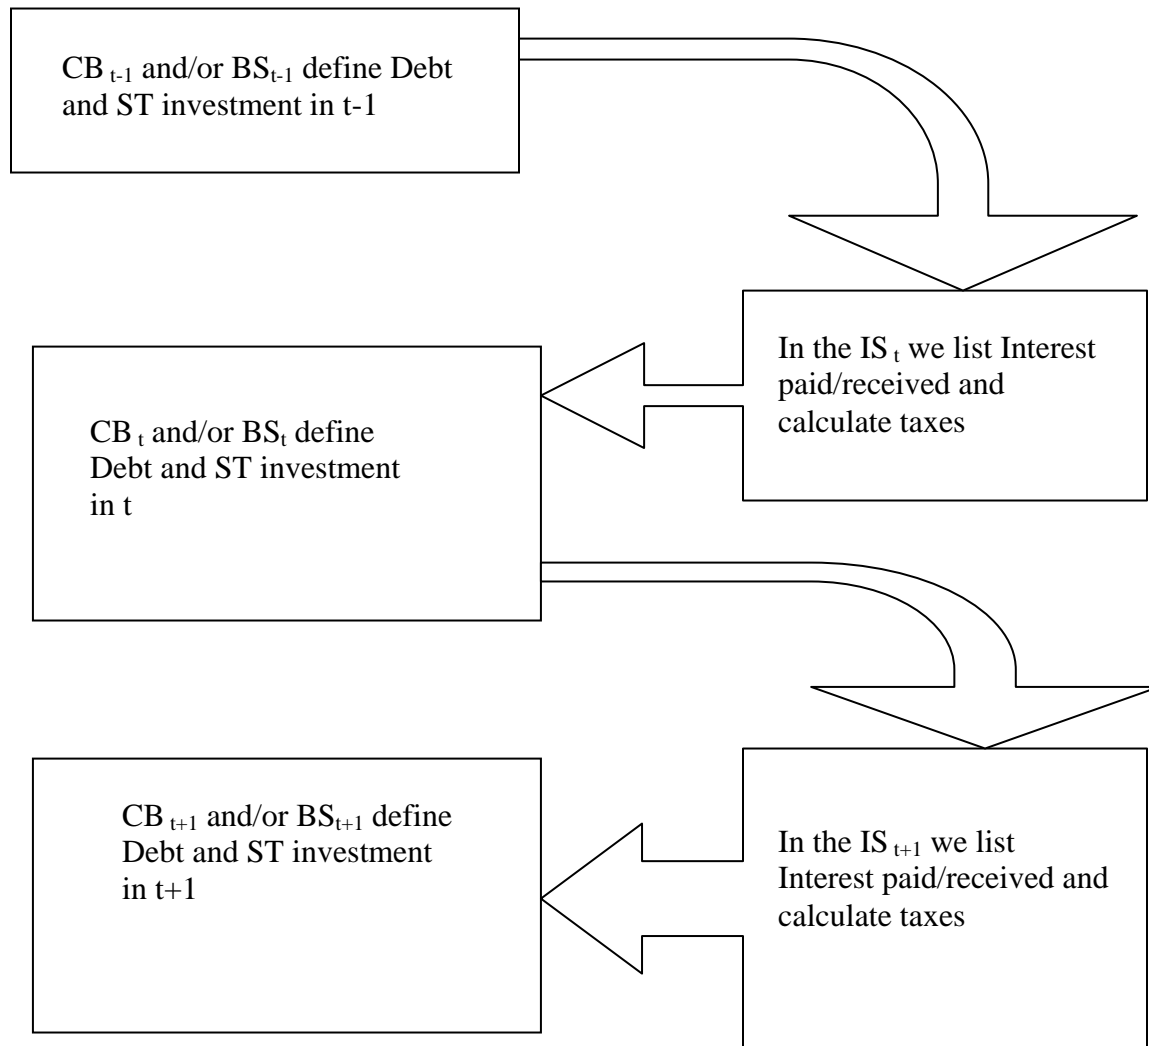 CB t-1 and/or BSt-1 define Debt
and ST investment in t-1
In the IS t we list Interest
paid/received and
calculate taxes
CB t and/or BSt define
Debt and ST investment
in t
CB t+1 and/or BSt+1 define
Debt and ST investment
in t+1
In the IS t+1 we list
Interest paid/received and
calculate taxes